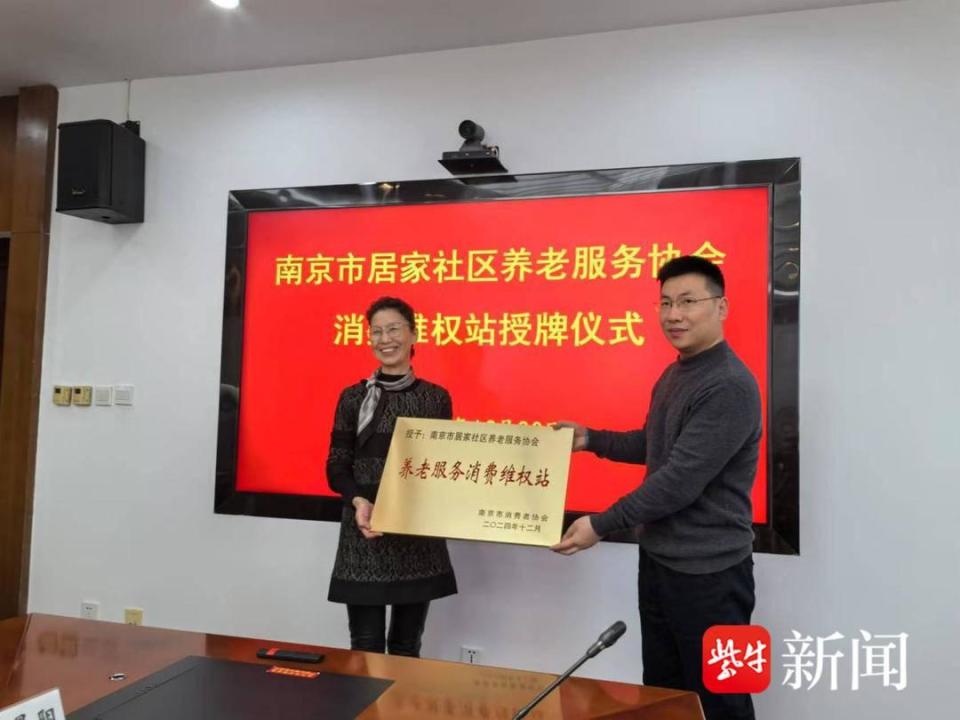 南京市居家社区养老服务协会
消费维权站授牌仪式
授予：南京市居家社区养老服务协会
养老服务消费维权站
南京市消费者协会
二〇二四年十二月
紫牛新闻